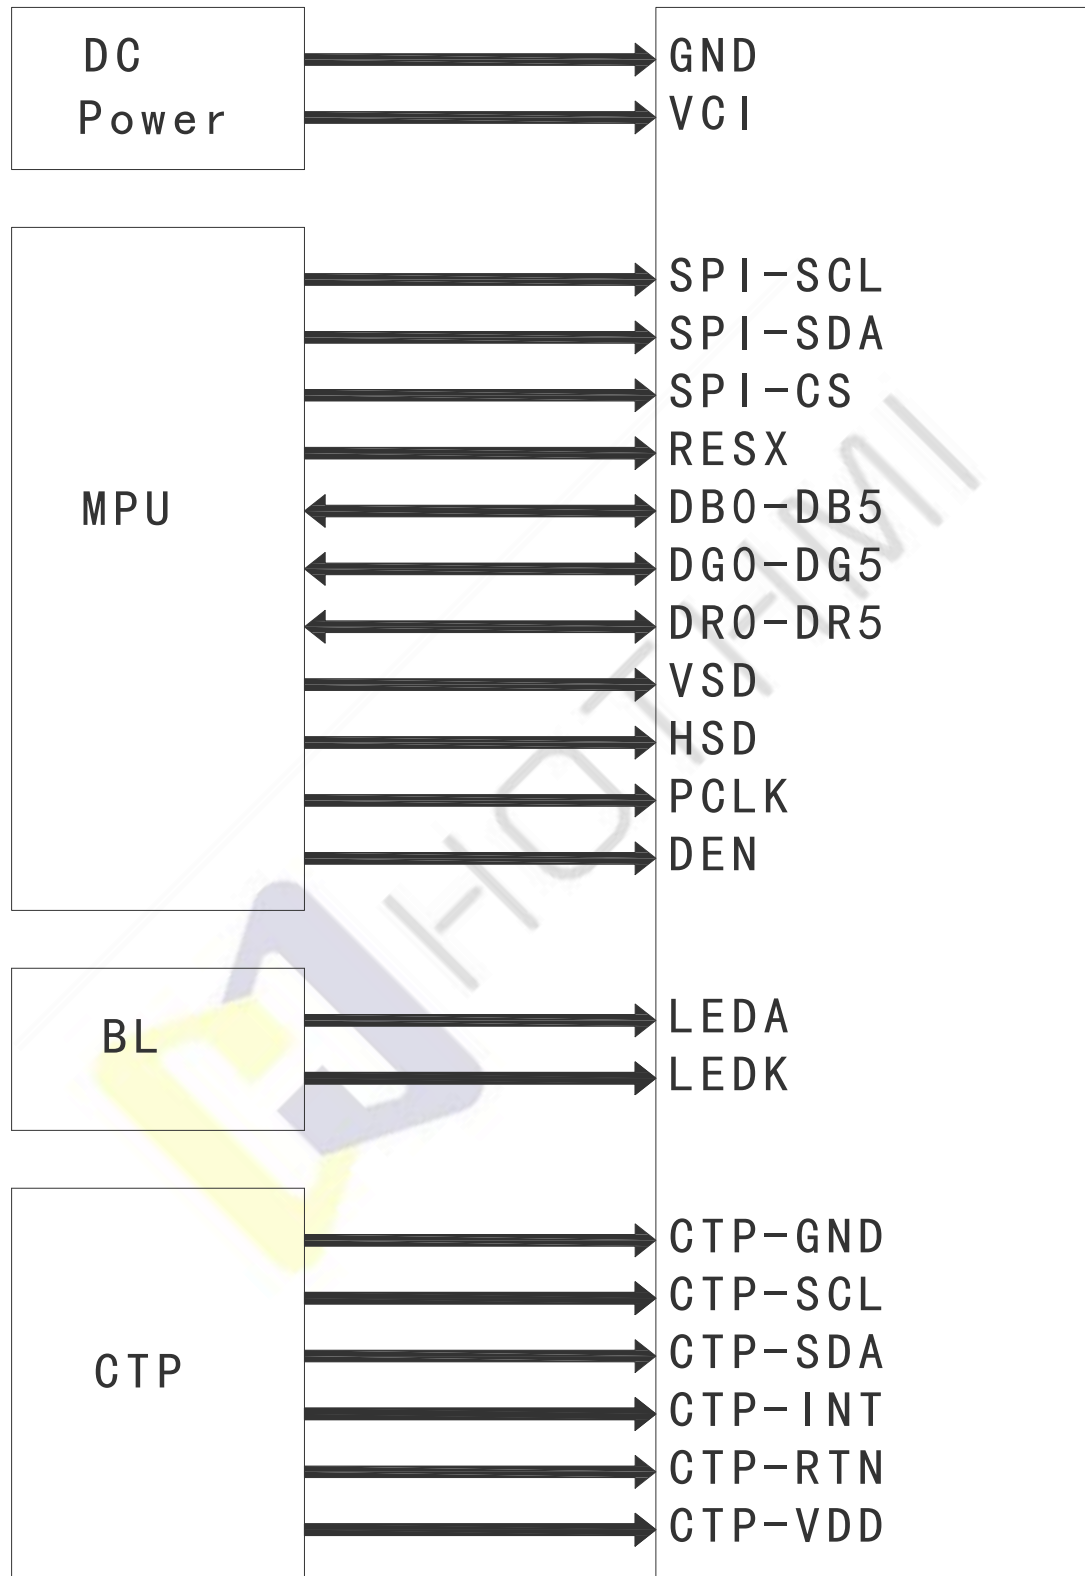 DC
Power
GND
VCI
MPU
SPI-SCL
SPI-SDA
SPI-CS
RESX
DB0-DB5
DG0-DG5
DR0-DR5
VSD
HSD
PCLK
DEN
BL
LEDA
LEDK
CTP
CTP-GND
CTP-SCL
CTP-SDA
CTP-INT
CTP-RTN
CTP-VDD
HOTHMI